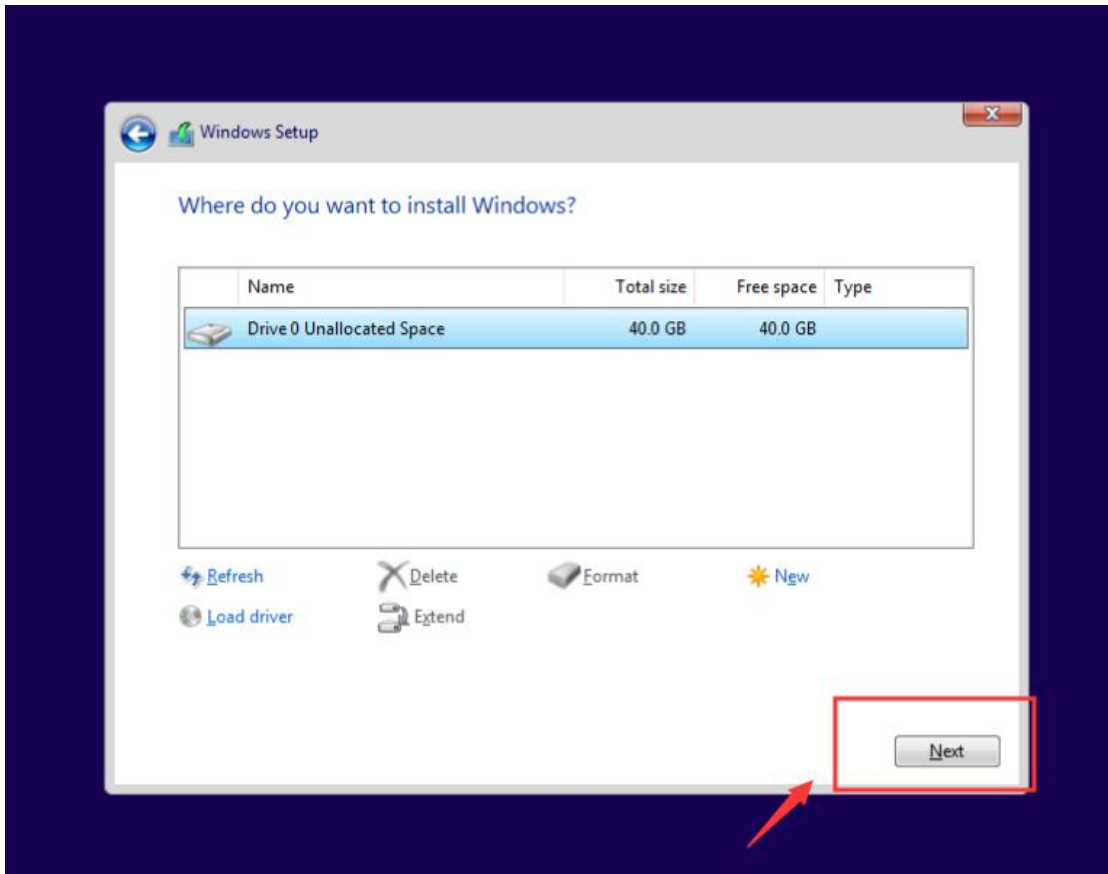 Windows Setup
Where do you want to install Windows?
Name Total size Free space Type
Drive 0 Unallocated Space 40.0 GB 40.0 GB
Refresh Delete Format New
Load driver Extend
Next